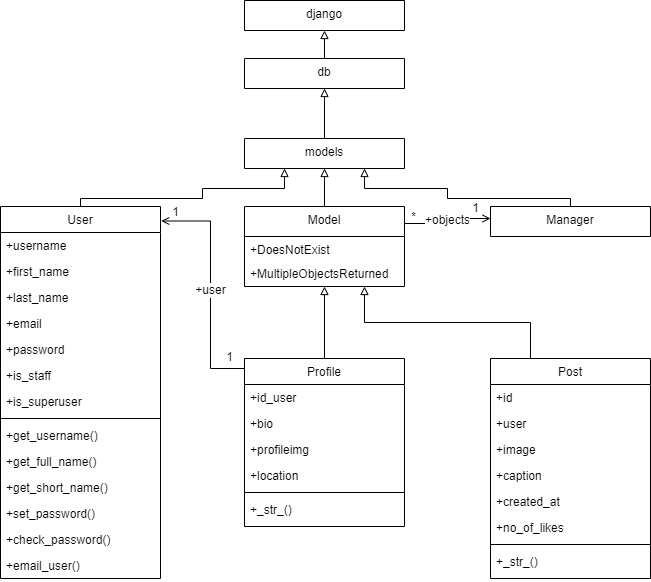 django
db
models
User
+username
+first_name
+last_name
+email
+password
+is_staff
+is_superuser
+get_username()
+get_full_name()
+get_short_name()
+set_password()
+check_password()
+email_user()
1
+user
1
Model
+DoesNotExist
+MultipleObjectsReturned
*
+objects
1
Manager
Profile
+id_user
+bio
+profileimg
+location
+_str_()
Post
+id
+user
+image
+caption
+created_at
+no_of_likes
+_str_()